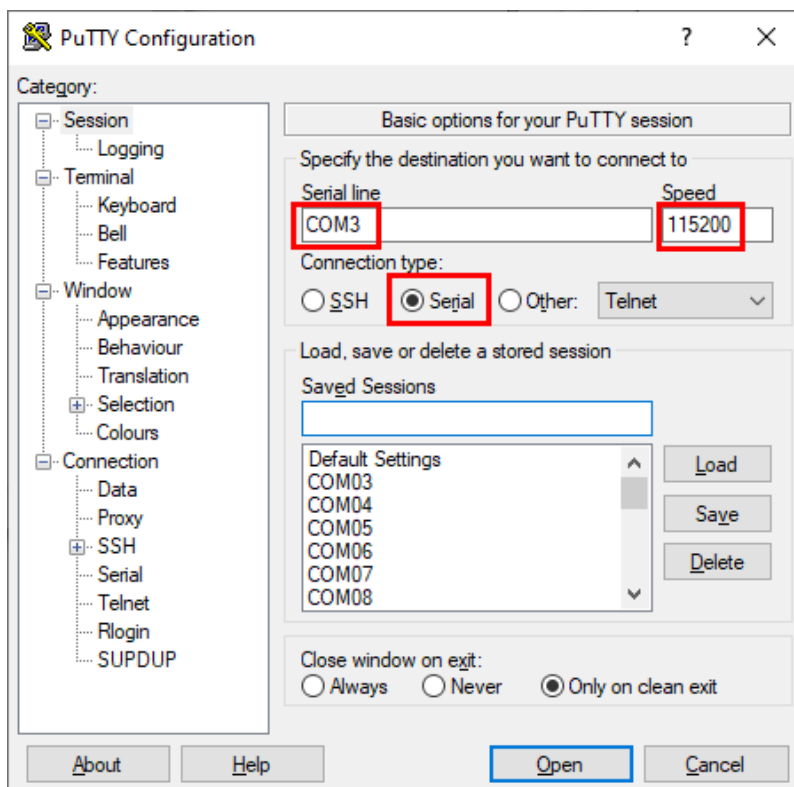 PuTTY Configuration ? ×
Category:
Session
Logging
Terminal
Keyboard
Bell
Features
Window
Appearance
Behaviour
Translation
Selection
Colours
Connection
Data
Proxy
SSH
Serial
Telnet
Rlogin
SUPDUP
Basic options for your PuTTY session
Specify the destination you want to connect to
Serial line Speed
COM3 115200
Connection type:
SSH Serial Other: Telnet
Load, save or delete a stored session
Saved Sessions
Default Settings
COM03
COM04
COM05
COM06
COM07
COM08
Load
Save
Delete
Close window on exit:
Always Never Only on clean exit
About Help Open Cancel